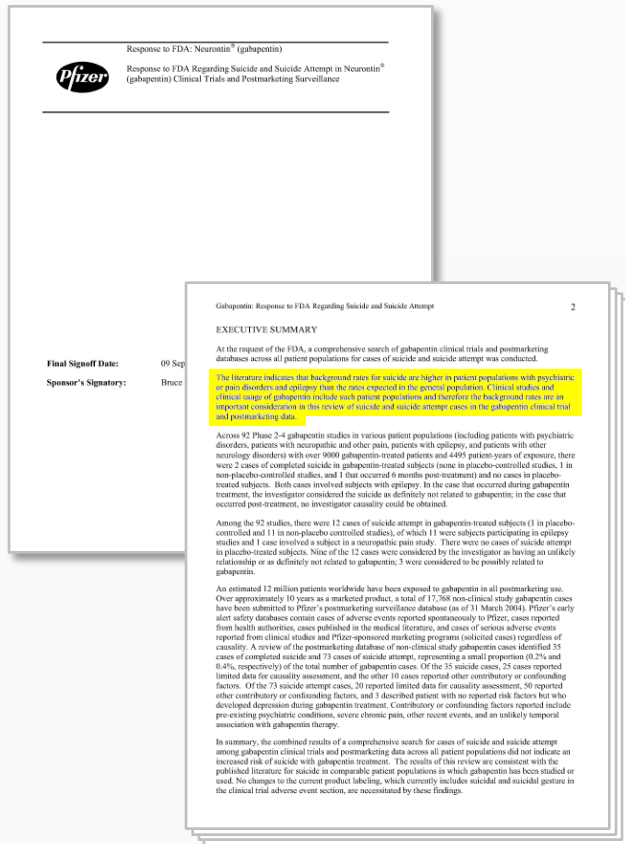 Response to FDA: Neurontin® (gabapentin)
Pfizer
Response to FDA Regarding Suicide and Suicide Attempt in Neurontin®
(gabapentin) Clinical Trials and Postmarketing Surveillance
Final Signoff Date: 09 Sep
Sponsor's Signatory: Bruce
Gabapentin: Response to FDA Regarding Suicide and Suicide Attempt 2
EXECUTIVE SUMMARY
At the request of the FDA, a comprehensive search of gabapentin clinical trials and postmarketing
databases across all patient populations for cases of suicide and suicide attempt was conducted.
The literature indicates that background rates for suicide are higher in patient populations with psychiatric
or pain disorders and epilepsy than the rates expected in the general population. Clinical studies and
clinical usage of gabapentin include such patient populations and therefore the background rates are an
important consideration in this review of suicide and suicide attempt cases in the gabapentin clinical trial
and postmarketing data.
Across 92 Phase 2-4 gabapentin studies in various patient populations (including patients with psychiatric
disorders, patients with neuropathic and other pain, patients with epilepsy, and patients with other
neurology disorders) with over 9000 gabapentin-treated patients and 4495 patient-years of exposure, there
were 2 cases of completed suicide in gabapentin-treated subjects (none in placebo-controlled studies, 1 in
non-placebo-controlled studies, and 1 that occurred 6 months post-treatment) and no cases in placebo-
treated subjects. Both cases involved subjects with epilepsy. In the case that occurred during gabapentin
treatment, the investigator considered the suicide as definitely not related to gabapentin; in the case that
occurred post-treatment, no investigator causality could be obtained.
Among the 92 studies, there were 12 cases of suicide attempt in gabapentin-treated subjects (1 in placebo-
controlled and 11 in non-placebo controlled studies), of which 11 were subjects participating in epilepsy
studies and 1 case involved a subject in a neuropathic pain study. There were no cases of suicide attempt
in placebo-treated subjects. Nine of the 12 cases were considered by the investigator as having an unlikely
relationship or as definitely not related to gabapentin; 3 were considered to be possibly related to
gabapentin.
An estimated 12 million patients worldwide have been exposed to gabapentin in all postmarketing use.
Over approximately 10 years as a marketed product, a total of 17,768 non-clinical study gabapentin cases
have been submitted to Pfizer's postmarketing surveillance database (as of 31 March 2004). Pfizer's early
alert safety databases contain cases of adverse events reported spontaneously to Pfizer, cases reported
from health authorities, cases published in the medical literature, and cases of serious adverse events
reported from clinical studies and Pfizer-sponsored marketing programs (solicited cases) regardless of
causality. A review of the postmarketing database of non-clinical study gabapentin cases identified 35
cases of completed suicide and 73 cases of suicide attempt, representing a small proportion (0.2% and
0.4%, respectively) of the total number of gabapentin cases. Of the 35 suicide cases, 25 cases reported
limited data for causality assessment, and the other 10 cases reported other contributory or confounding
factors. Of the 73 suicide attempt cases, 20 reported limited data for causality assessment, 50 reported
other contributory or confounding factors, and 3 described patient with no reported risk factors but who
developed depression during gabapentin treatment. Contributory or confounding factors reported include
pre-existing psychiatric conditions, severe chronic pain, other recent events, and an unlikely temporal
association with gabapentin therapy.
In summary, the combined results of a comprehensive search for cases of suicide and suicide attempt
among gabapentin clinical trials and postmarketing data across all patient populations did not indicate an
increased risk of suicide with gabapentin treatment. The results of this review are consistent with the
published literature for suicide in comparable patient populations in which gabapentin has been studied or
used. No changes to the current product labeling, which currently includes suicidal and suicidal gesture in
the clinical trial adverse event section, are necessitated by these findings.